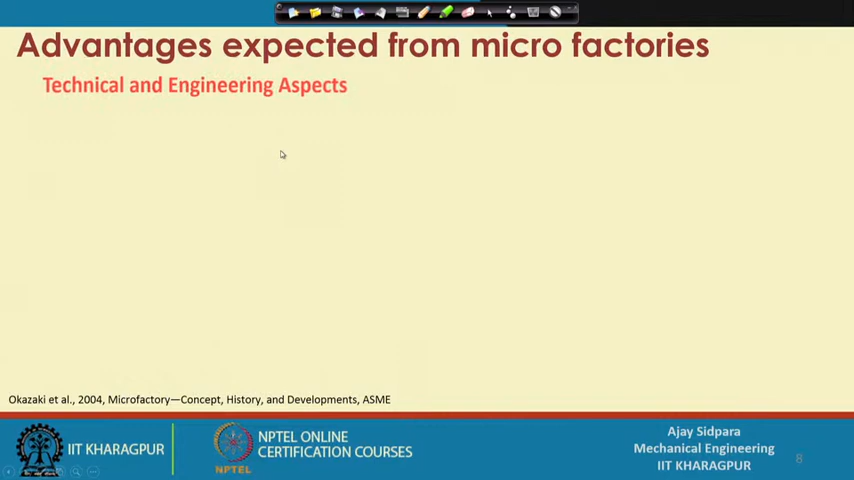 Advantages expected from micro factories
Technical and Engineering Aspects
Okazaki et al., 2004, Microfactory—Concept, History, and Developments, ASME
IIT KHARAGPUR
NPTEL
NPTEL ONLINE
CERTIFICATION COURSES
Ajay Sidpara
Mechanical Engineering
IIT KHARAGPUR
8